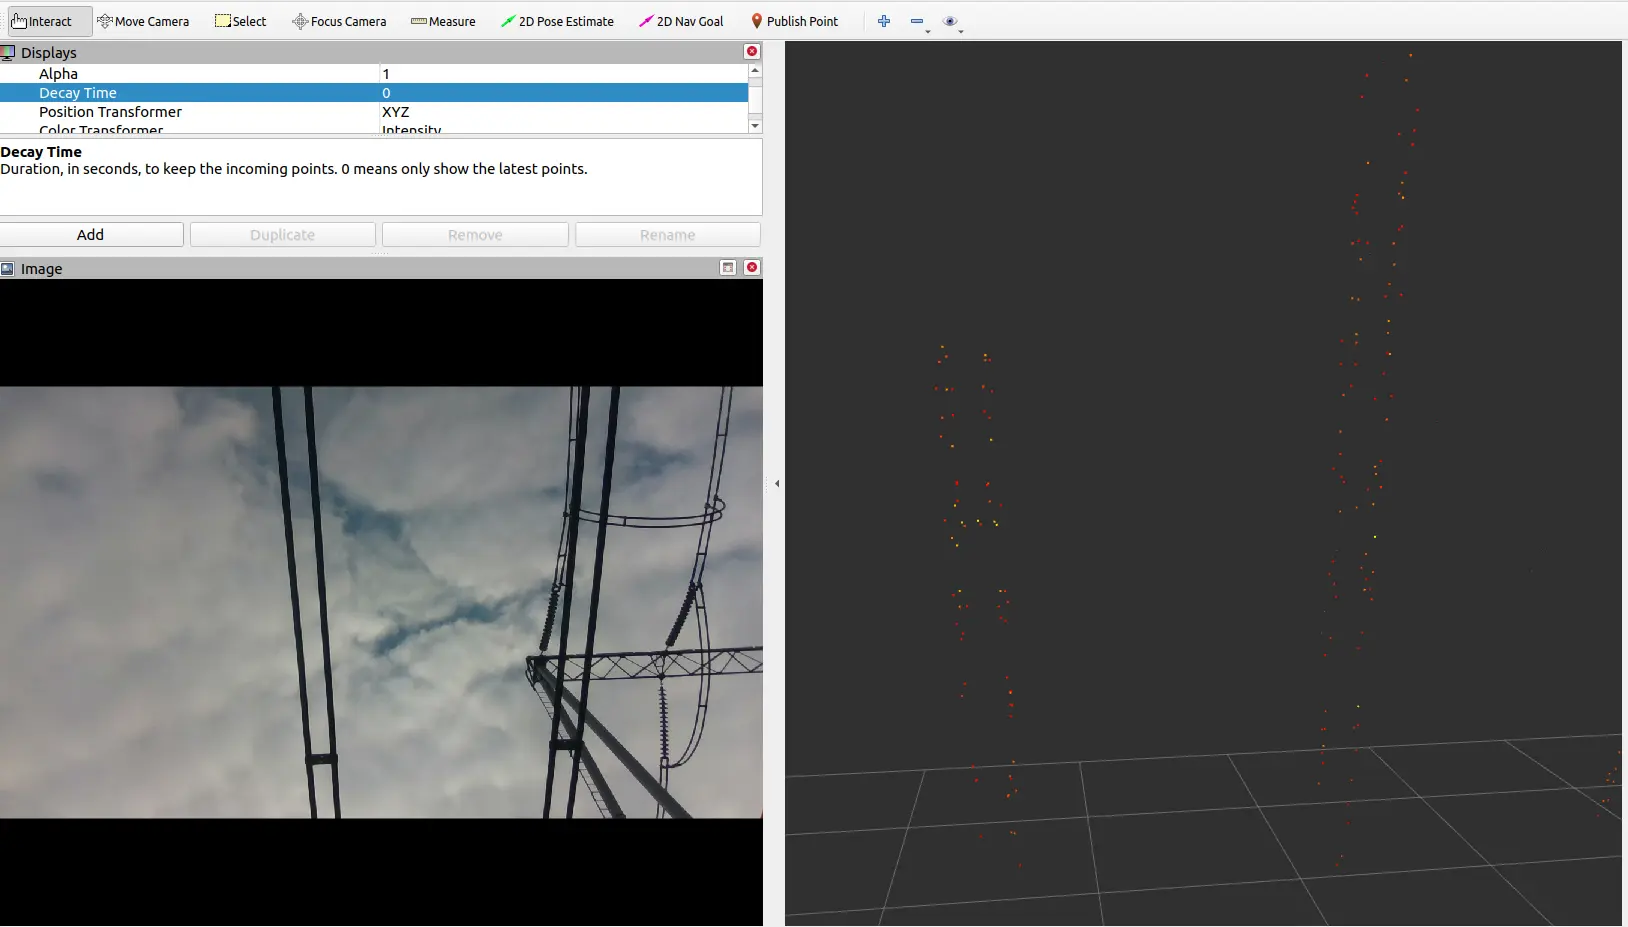 Interact Move Camera Select Focus Camera Measure 2D Pose Estimate 2D Nav Goal Publish Point
Displays
Alpha 1
Decay Time 0
Position Transformer XYZ
Color Transformer Intensity
Decay Time
Duration, in seconds, to keep the incoming points. 0 means only show the latest points.
Add Duplicate Remove Rename
Image